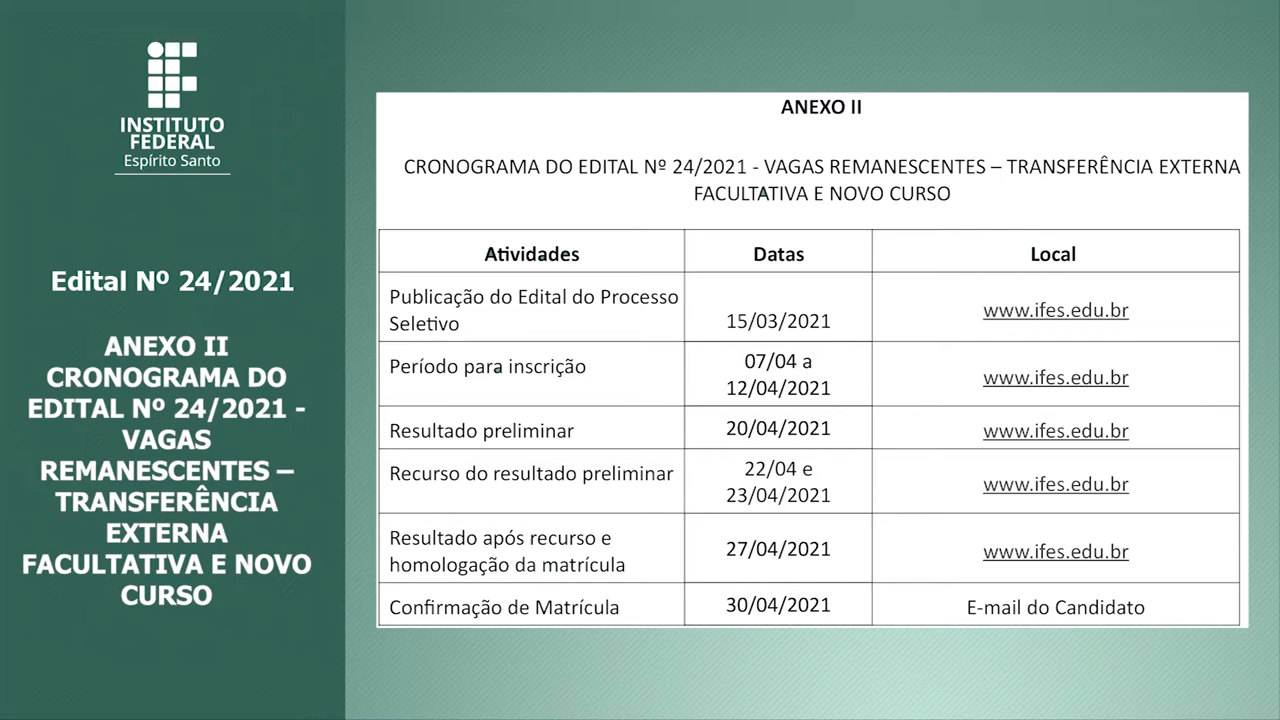 INSTITUTO
FEDERAL
Espírito Santo
Edital Nº 24/2021
ANEXO II
CRONOGRAMA DO
EDITAL Nº 24/2021 -
VAGAS
REMANESCENTES –
TRANSFERÊNCIA
EXTERNA
FACULTATIVA E NOVO
CURSO
ANEXO II
CRONOGRAMA DO EDITAL Nº 24/2021 - VAGAS REMANESCENTES – TRANSFERÊNCIA EXTERNA
FACULTATIVA E NOVO CURSO
Atividades Datas Local
Publicação do Edital do Processo
Seletivo 15/03/2021 www.ifes.edu.br
Período para inscrição 07/04 a
12/04/2021 www.ifes.edu.br
Resultado preliminar 20/04/2021 www.ifes.edu.br
Recurso do resultado preliminar 22/04 e
23/04/2021 www.ifes.edu.br
Resultado após recurso e
homologação da matrícula 27/04/2021 www.ifes.edu.br
Confirmação de Matrícula 30/04/2021 E-mail do Candidato